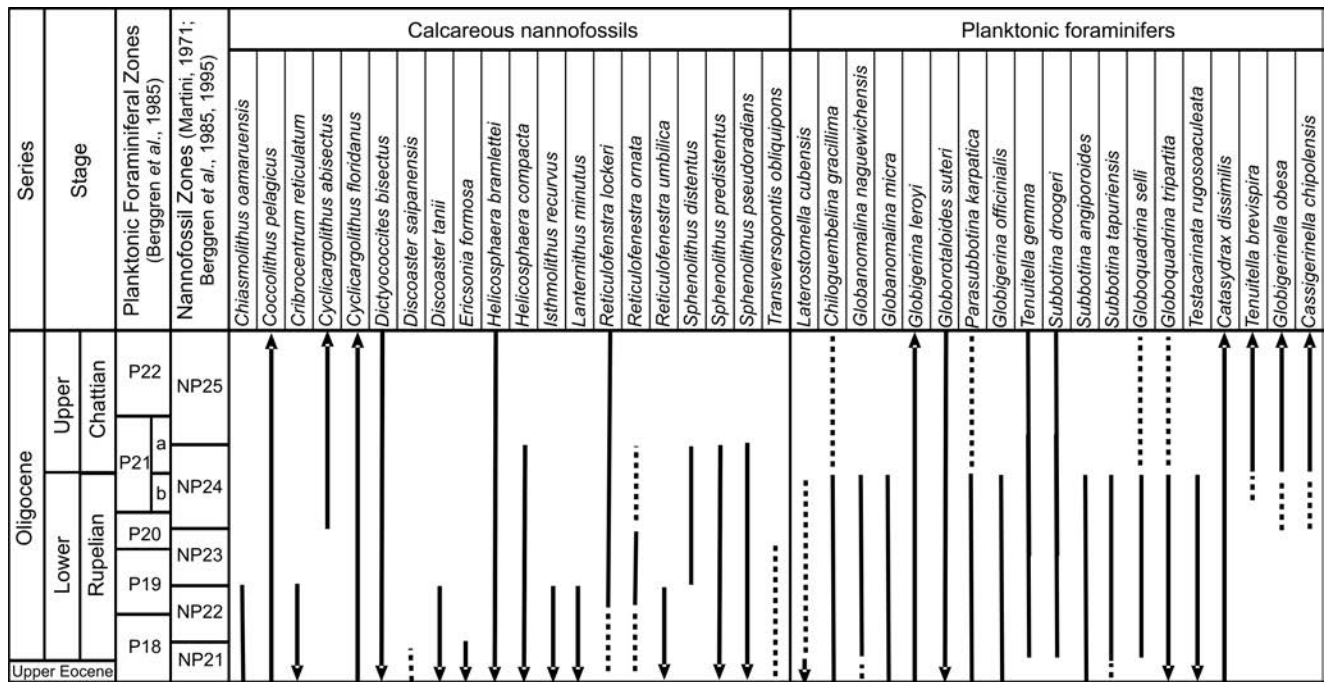 Calcareous nannofossils
Planktonic foraminifers
Series
Stage
Planktonic Foraminiferal Zones
(Berggren et al., 1985)
Nannofossil Zones (Martini, 1971;
Berggren et al., 1985, 1995)
Chiasmolithus oamaruensis
Coccolithus pelagicus
Cribrocentrum reticulatum
Cyclicargolithus abisectus
Cyclicargolithus floridanus
Dictyococcites bisectus
Discoaster saipanensis
Discoaster tanii
Ericsonia formosa
Helicosphaera bramlettei
Helicosphaera compacta
Isthmolithus recurvus
Lanternithus minutus
Reticulofenstra lockeri
Reticulofenestra ornata
Reticulofenestra umbilica
Sphenolithus distentus
Sphenolithus predistentus
Sphenolithus pseudoradians
Transversopontis obliquipons
Laterostomella cubensis
Chiloguembelina gracillima
Globanomalina naguewichensis
Globanomalina micra
Globigerina leroyi
Globorotaloides suteri
Parasubbotina karpatica
Globigerina officinialis
Tenuitella gemma
Subbotina droogeri
Subbotina angiporoides
Subbotina tapuriensis
Globoquadrina selli
Globoquadrina tripartita
Testacarinata rugosoaculeata
Catasydrax dissimilis
Tenuitella brevispira
Globigerinella obesa
Cassigerinella chipolensis
Oligocene
Upper
Chattian
Lower
Rupelian
P22
P21
a
b
P20
P19
P18
NP25
NP24
NP23
NP22
NP21
Upper Eocene